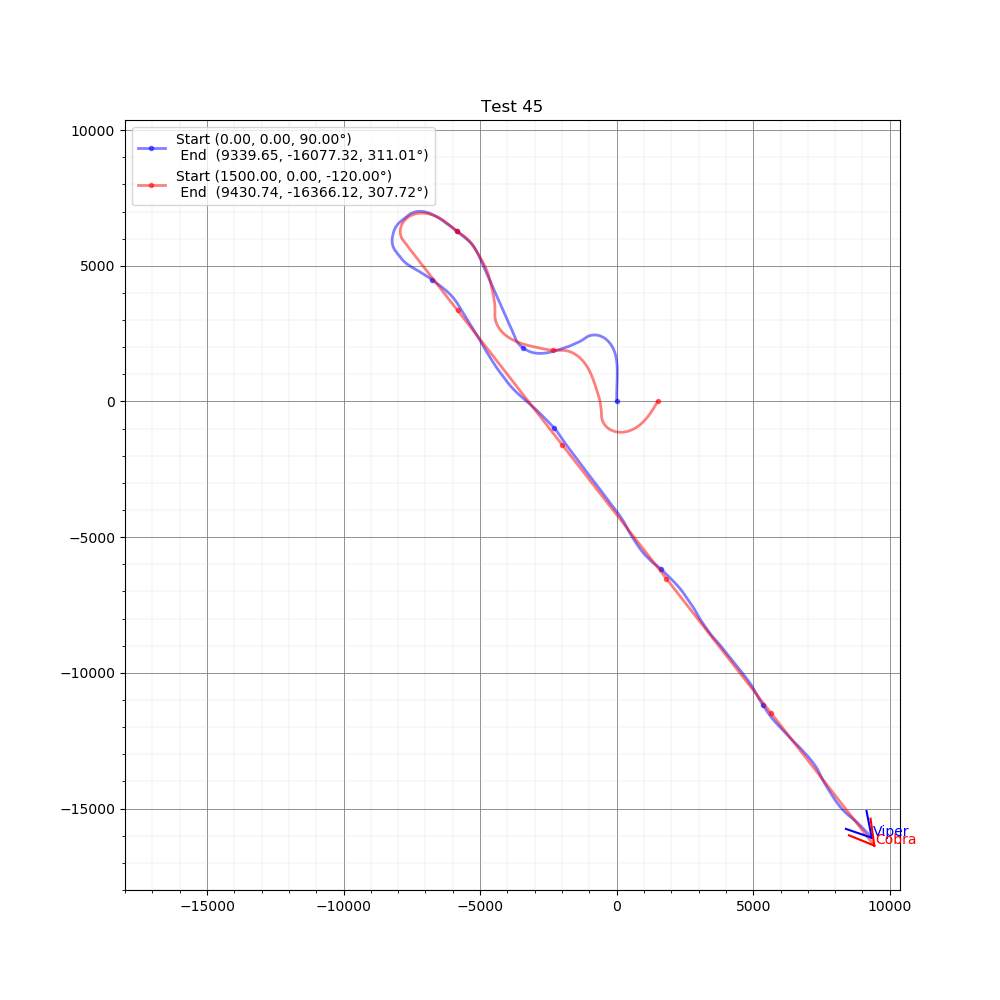 Test 45
Start (0.00, 0.00, 90.00°)
End  (9339.65, -16077.32, 311.01°)
Start (1500.00, 0.00, -120.00°)
End  (9430.74, -16366.12, 307.72°)
10000
5000
0
−5000
−10000
−15000
Viper
Cobra
−15000 −10000 −5000 0 5000 10000